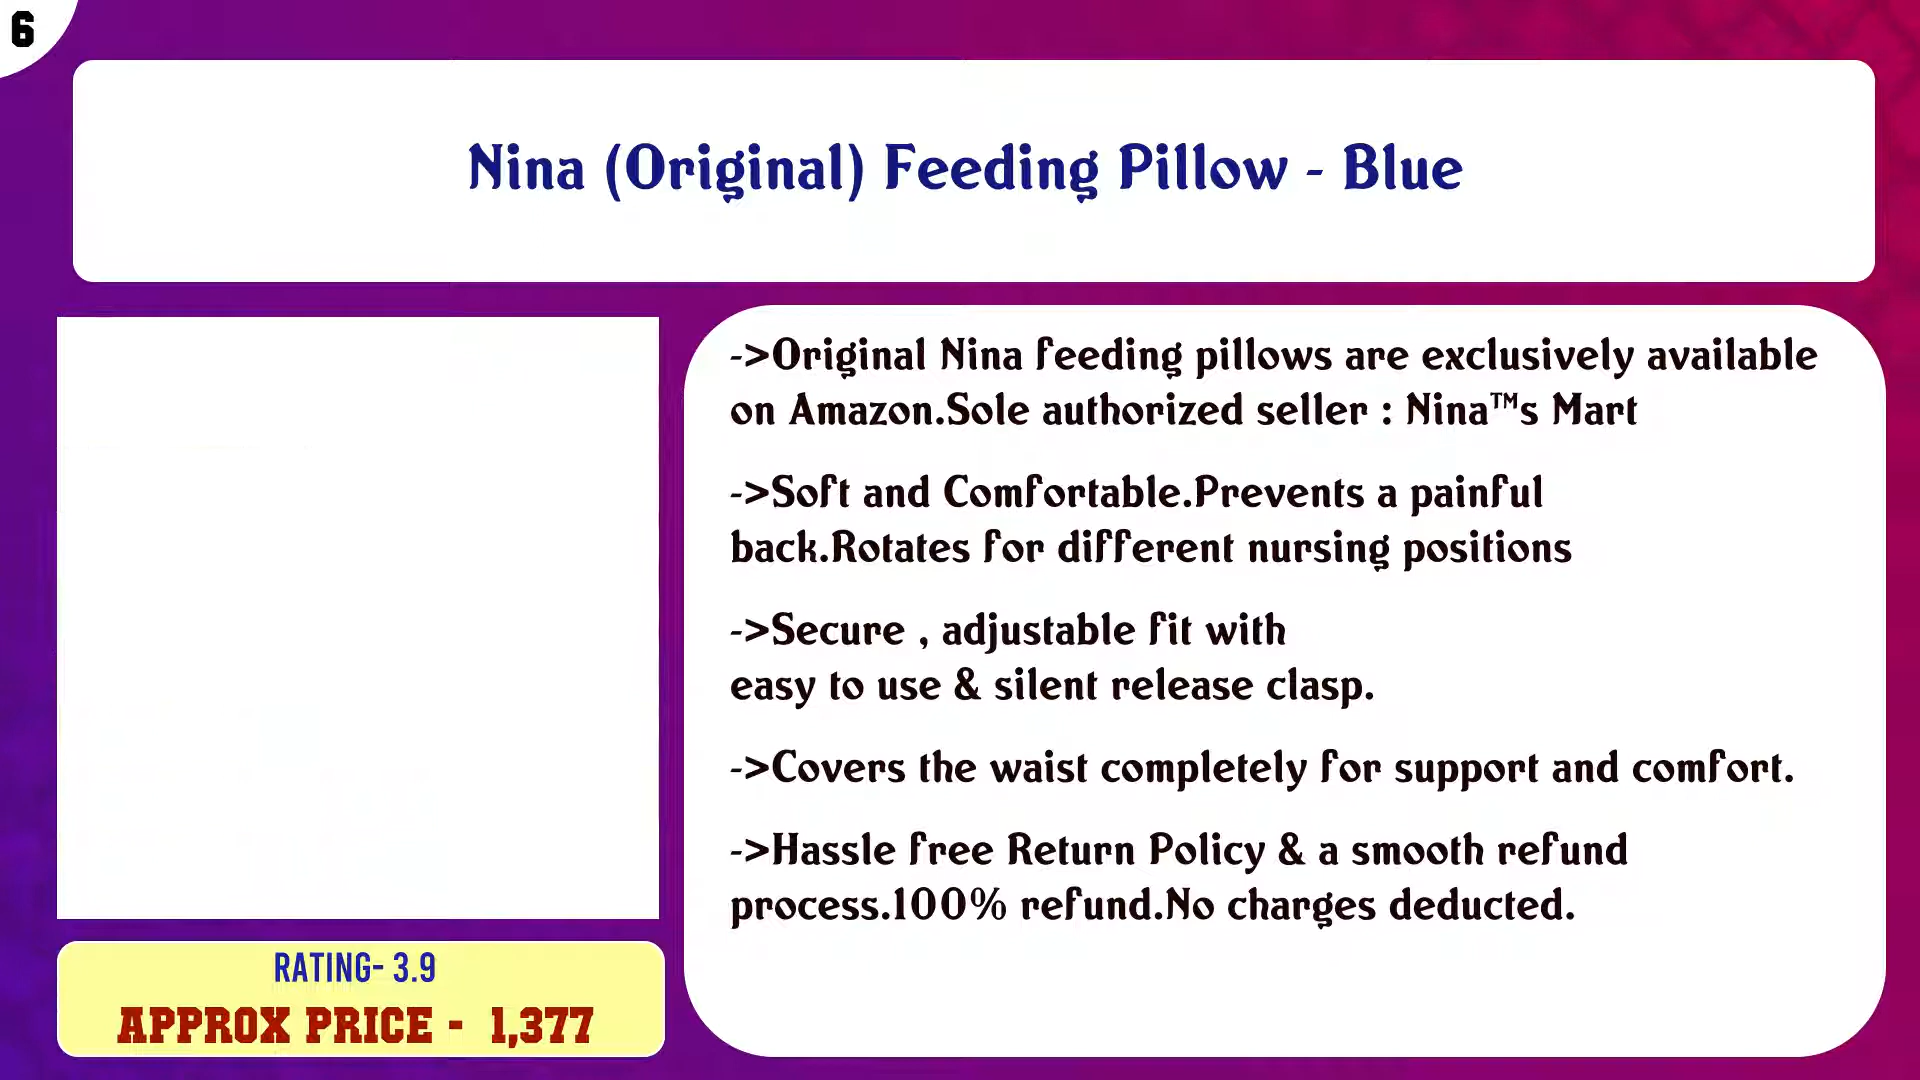 6
Nina (Original) Feeding Pillow - Blue
->Original Nina feeding pillows are exclusively available
on Amazon.Sole authorized seller : Nina™s Mart
->Soft and Comfortable.Prevents a painful
back.Rotates for different nursing positions
->Secure , adjustable fit with
easy to use & silent release clasp.
->Covers the waist completely for support and comfort.
->Hassle free Return Policy & a smooth refund
process.100% refund.No charges deducted.
RATING- 3.9
APPROX PRICE - 1,377